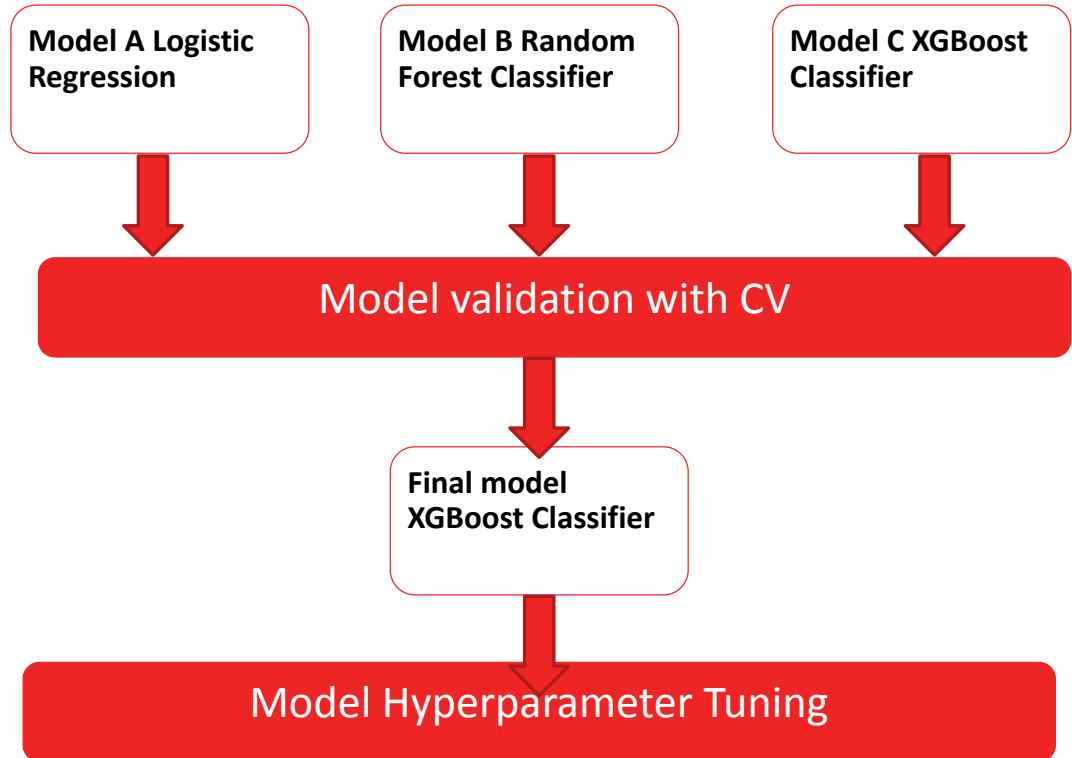 Model A Logistic
Regression
Model B Random
Forest Classifier
Model C XGBoost
Classifier
Model validation with CV
Final model
XGBoost Classifier
Model Hyperparameter Tuning